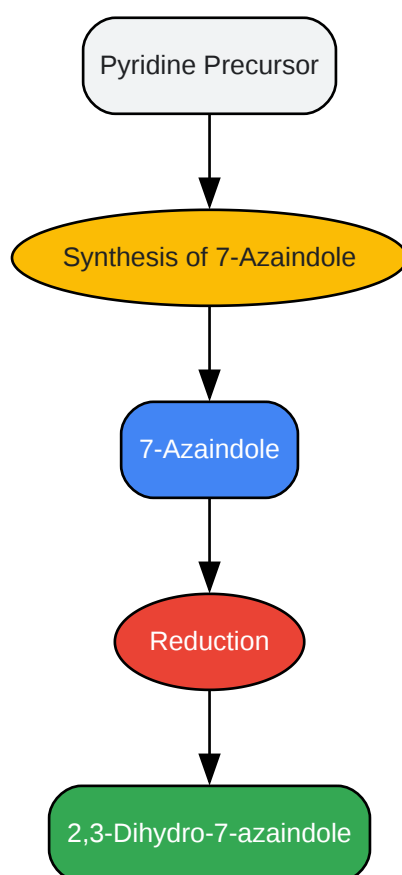 Pyridine Precursor
Synthesis of 7-Azaindole
7-Azaindole
Reduction
2,3-Dihydro-7-azaindole